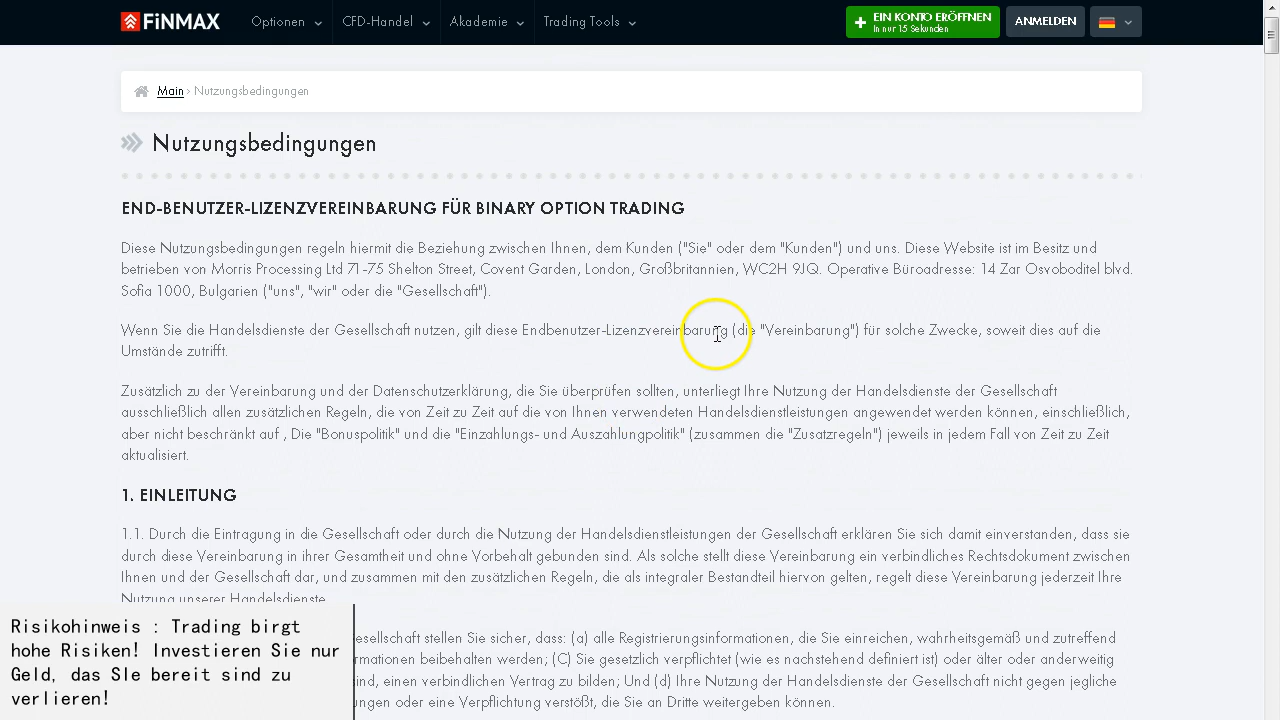 FiNMAX
Optionen
CFD-Handel
Akademie
Trading Tools
EIN KONTO ERÖFFNEN
In nur 15 Sekunden
ANMELDEN
Main › Nutzungsbedingungen
Nutzungsbedingungen
END-BENUTZER-LIZENZVEREINBARUNG FÜR BINARY OPTION TRADING
Diese Nutzungsbedingungen regeln hiermit die Beziehung zwischen Ihnen, dem Kunden ("Sie" oder dem "Kunden") und uns. Diese Website ist im Besitz und
betrieben von Morris Processing Ltd 71-75 Shelton Street, Covent Garden, London, Großbritannien, WC2H 9JQ. Operative Büroadresse: 14 Zar Osvoboditel blvd.
Sofia 1000, Bulgarien ("uns", "wir" oder die "Gesellschaft").
Wenn Sie die Handelsdienste der Gesellschaft nutzen, gilt diese Endbenutzer-Lizenzvereinbarung (die "Vereinbarung") für solche Zwecke, soweit dies auf die
Umstände zutrifft.
Zusätzlich zu der Vereinbarung und der Datenschutzerklärung, die Sie überprüfen sollten, unterliegt Ihre Nutzung der Handelsdienste der Gesellschaft
ausschließlich allen zusätzlichen Regeln, die von Zeit zu Zeit auf die von Ihnen verwendeten Handelsdienstleistungen angewendet werden können, einschließlich,
aber nicht beschränkt auf , Die "Bonuspolitik" und die "Einzahlungs- und Auszahlungpolitik" (zusammen die "Zusatzregeln") jeweils in jedem Fall von Zeit zu Zeit
aktualisiert.
1. EINLEITUNG
1.1. Durch die Eintragung in die Gesellschaft oder durch die Nutzung der Handelsdienstleistungen der Gesellschaft erklären Sie sich damit einverstanden, dass sie
durch diese Vereinbarung in ihrer Gesamtheit und ohne Vorbehalt gebunden sind. Als solche stellt diese Vereinbarung ein verbindliches Rechtsdokument zwischen
Ihnen und der Gesellschaft dar, und zusammen mit den zusätzlichen Regeln, die als integraler Bestandteil hiervon gelten, regelt diese Vereinbarung jederzeit Ihre
Nutzung unserer Handelsdienste.
esellschaft stellen Sie sicher, dass: (a) alle Registrierungsinformationen, die Sie einreichen, wahrheitsgemäß und zutreffend
ormationen beibehalten werden; (C) Sie gesetzlich verpflichtet (wie es nachstehend definiert ist) oder älter oder anderweitig
ind, einen verbindlichen Vertrag zu bilden; Und (d) Ihre Nutzung der Handelsdienste der Gesellschaft nicht gegen jegliche
ungen oder eine Verpflichtung verstößt, die Sie an Dritte weitergeben können.
Risikohinweis : Trading birgt
hohe Risiken! Investieren Sie nur
Geld, das SIe bereit sind zu
verlieren!